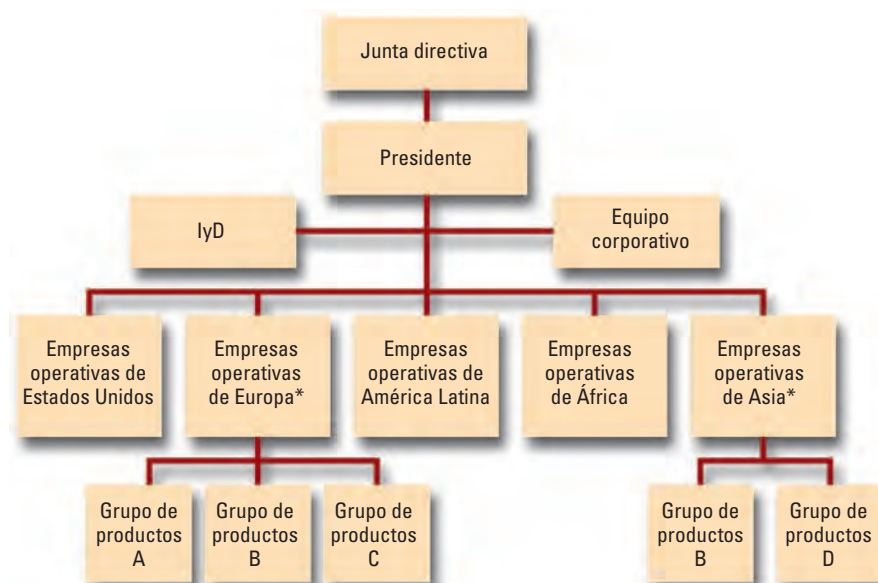 Junta directiva
Presidente
IyD
Equipo
corporativo
Empresas
operativas de
Estados Unidos
Empresas
operativas
de Europa*
Empresas
operativas de
América Latina
Empresas
operativas
de África
Empresas
operativas
de Asia*
Grupo de
productos
A
Grupo de
productos
B
Grupo de
productos
C
Grupo de
productos
B
Grupo de
productos
D